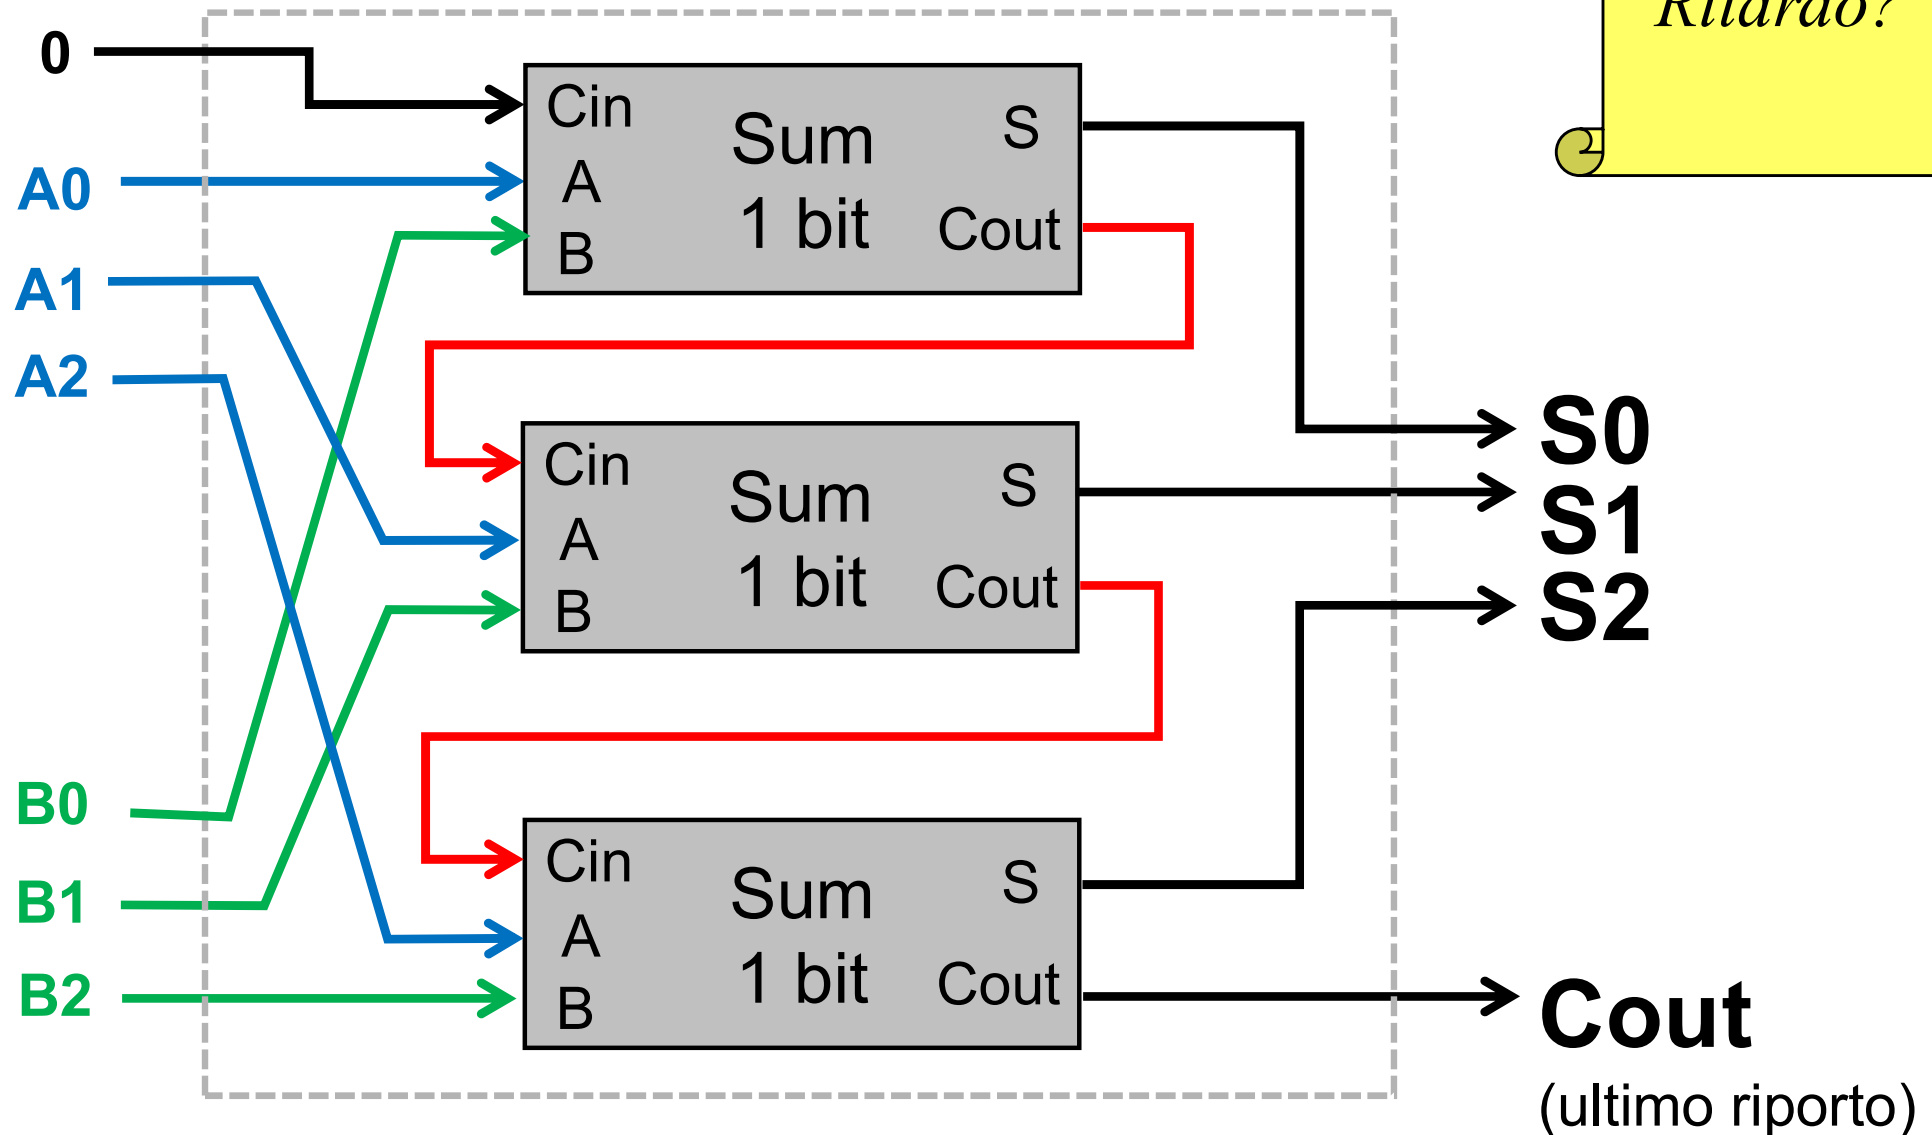 Ritardo?
0
A0
A1
A2
B0
B1
B2
Cin
A
B
Sum
1 bit
S
Cout
Cin
A
B
Sum
1 bit
S
Cout
Cin
A
B
Sum
1 bit
S
Cout
S0
S1
S2
Cout
(ultimo riporto)